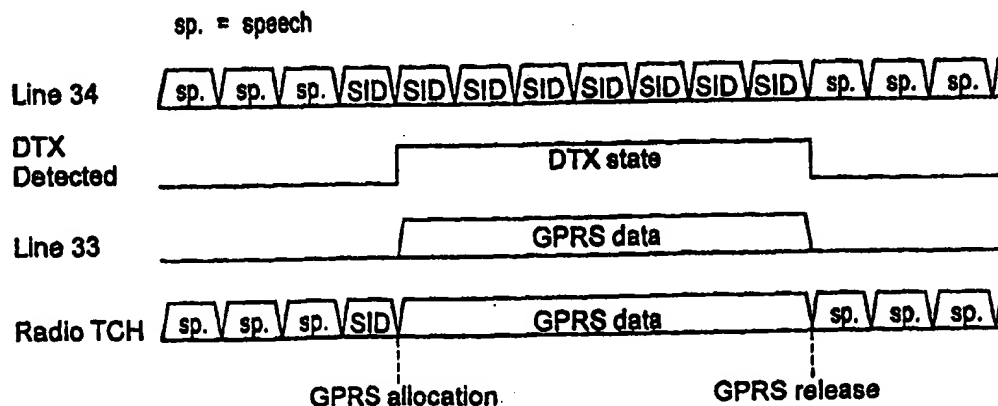 sp. = speech
Line 34 sp. sp. sp. SID SID SID SID SID SID SID SID sp. sp. sp.
DTX
Detected
DTX state
Line 33 GPRS data
Radio TCH sp. sp. sp. SID GPRS data sp. sp. sp.
GPRS allocation GPRS release